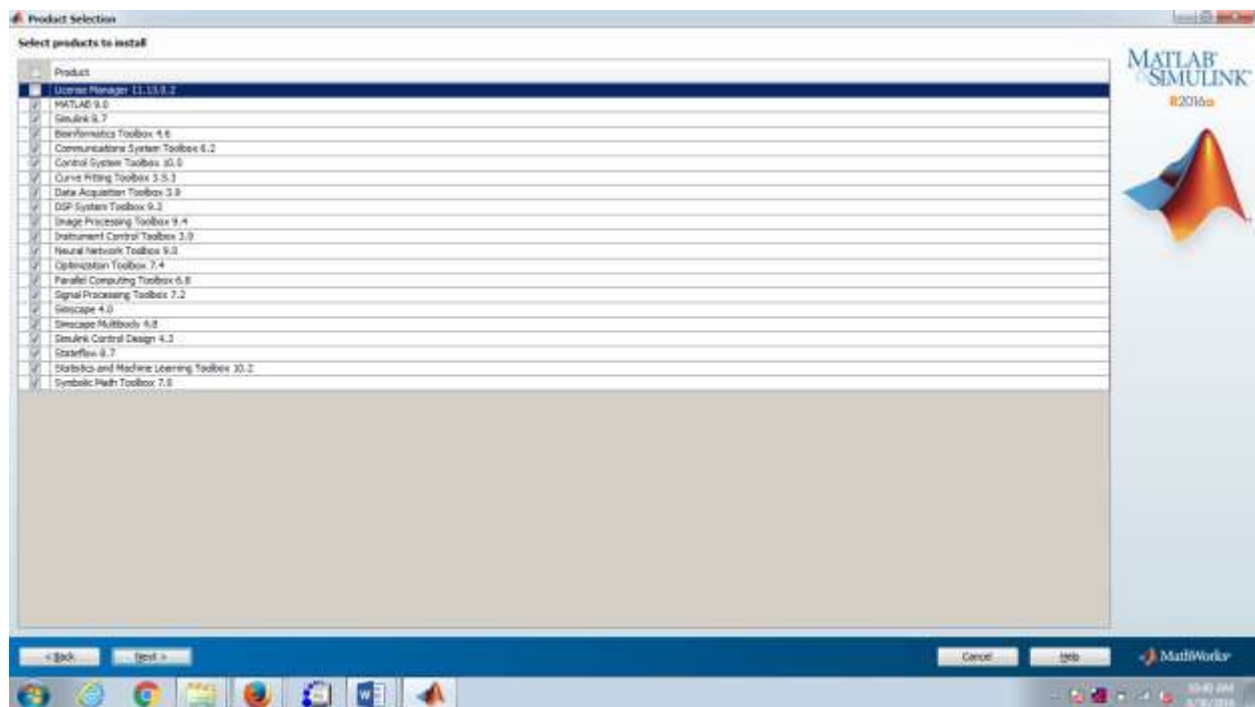 Product Selection
Select products to install
Product
License Manager 11.13.0.2
MATLAB 9.0
Simulink 8.7
Bioinformatics Toolbox 4.6
Communications System Toolbox 6.2
Control System Toolbox 10.0
Curve Fitting Toolbox 3.5.3
Data Acquisition Toolbox 3.9
DSP System Toolbox 9.2
Image Processing Toolbox 9.4
Instrument Control Toolbox 3.9
Neural Network Toolbox 9.0
Optimization Toolbox 7.4
Parallel Computing Toolbox 6.8
Signal Processing Toolbox 7.2
Simscape 4.0
Simscape Multibody 4.8
Simulink Control Design 4.3
Stateflow 8.7
Statistics and Machine Learning Toolbox 10.2
Symbolic Math Toolbox 7.0
MATLAB
&SIMULINK
R2016a
< Back
Next >
Cancel
Help
MathWorks
10:40 AM